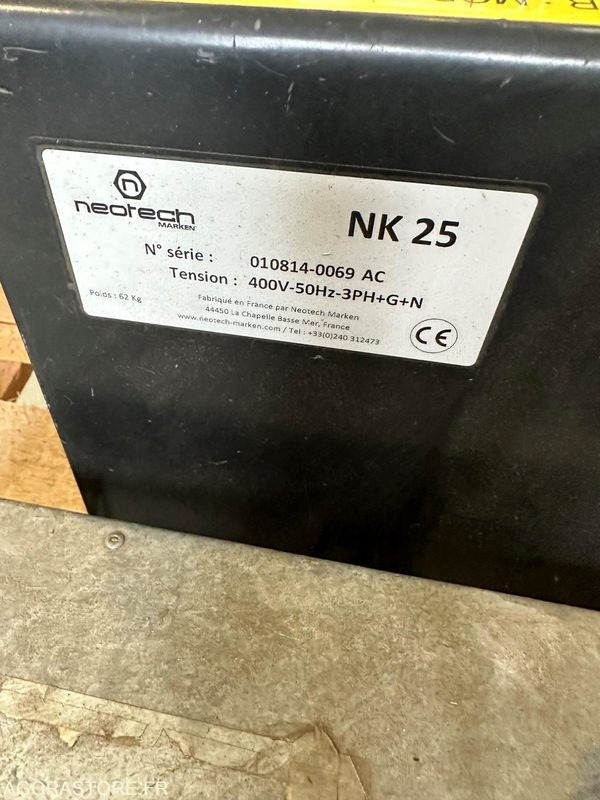 neotech
MARKEN
NK 25
N° série : 010814-0069 AC
Tension : 400V-50Hz-3PH+G+N
Poids : 62 Kg
Fabriqué en France par Neotech Marken
44450 La Chapelle Basse Mer, France
www.neotech-marken.com / Tel : +33(0)240 312473
CE
AGORASTORE.FR